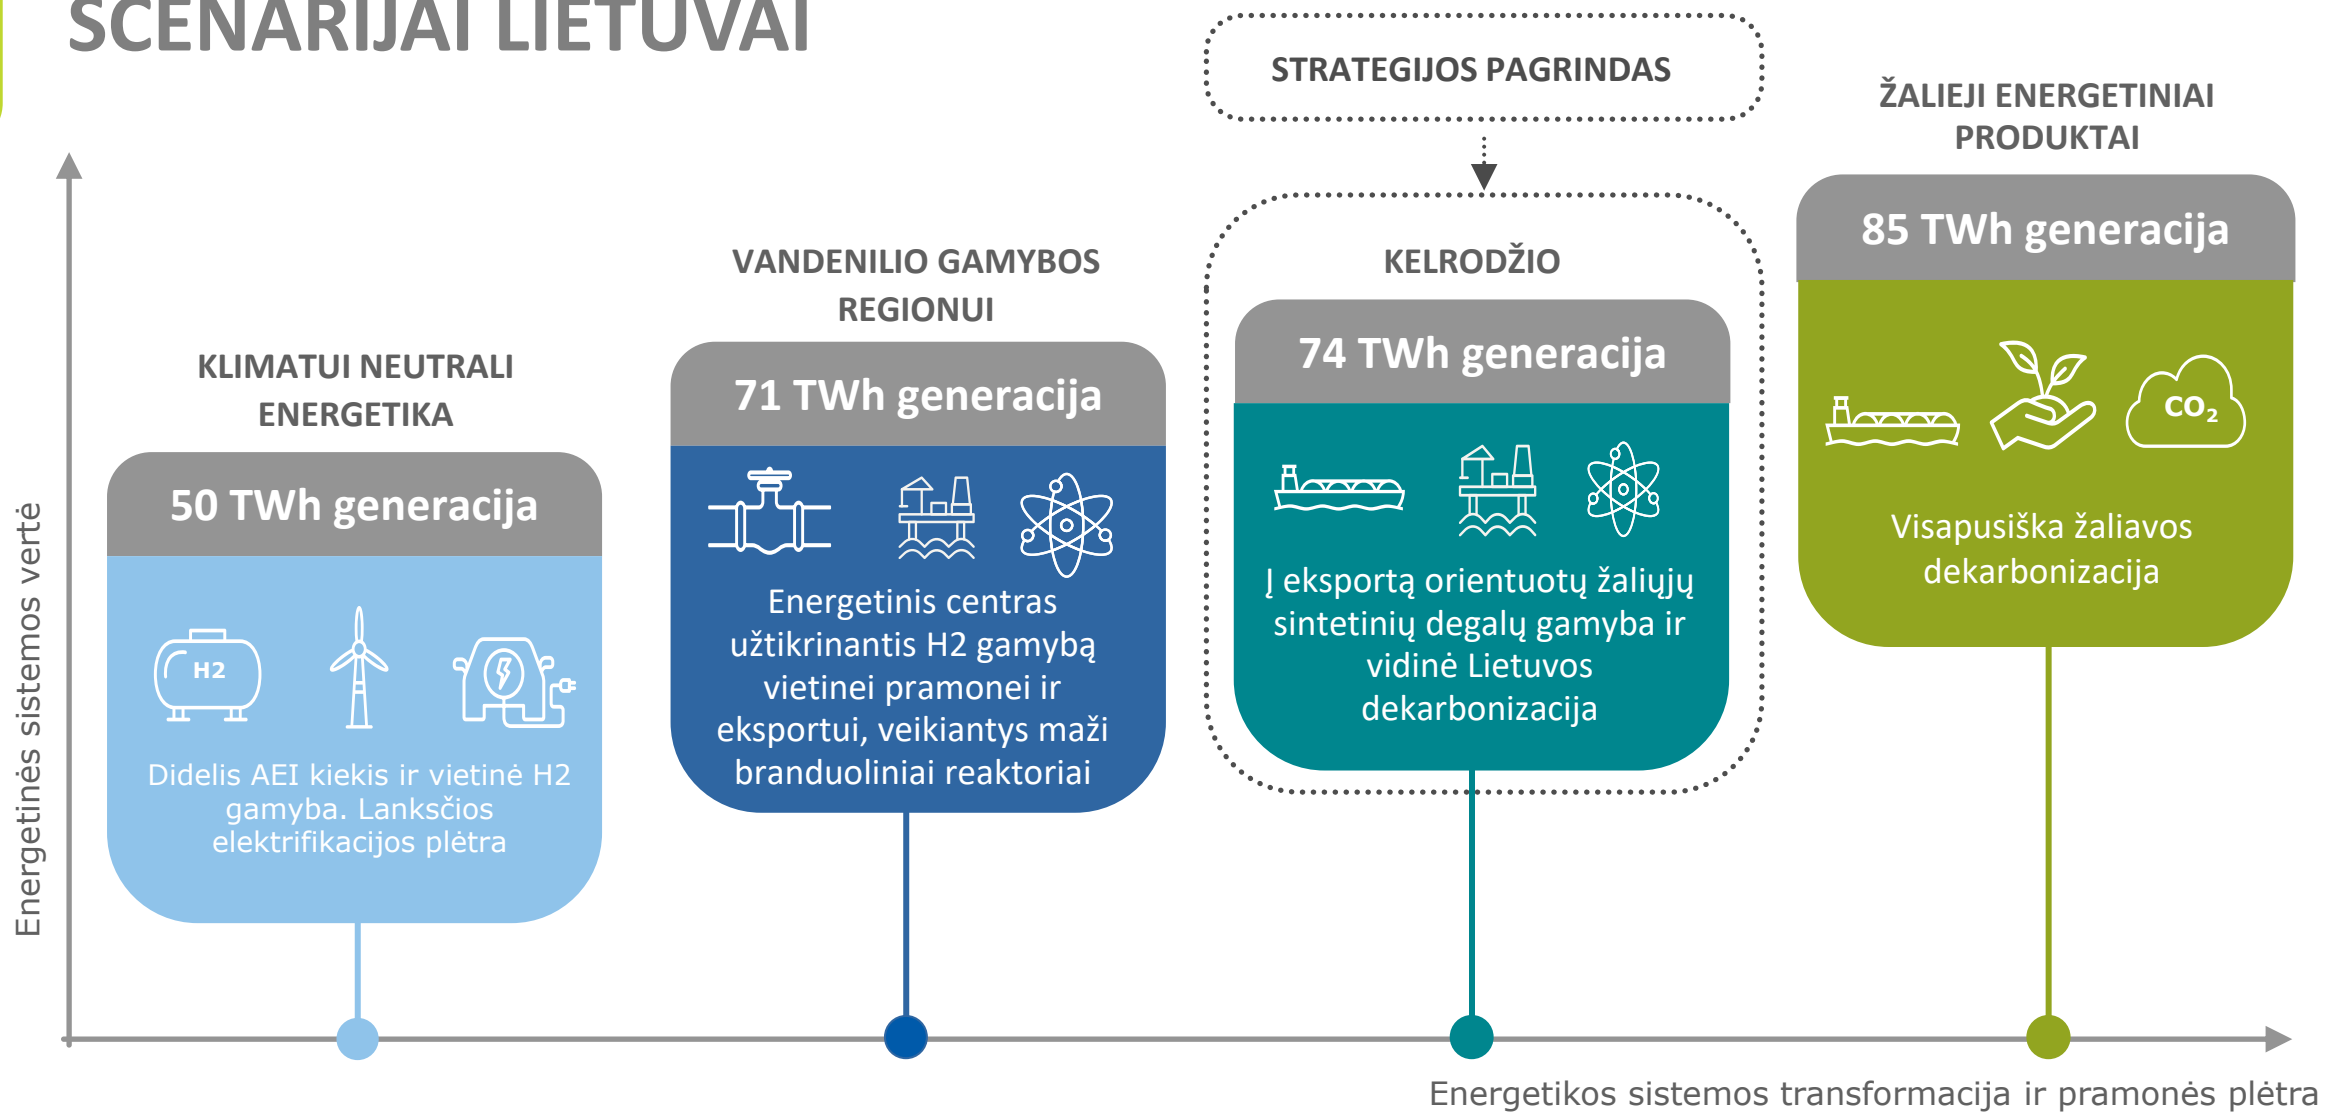 SCENARIJAI LIETUVAI
STRATEGIJOS PAGRINDAS
Energetinės sistemos vertė
KLIMATUI NEUTRALI
ENERGETIKA
50 TWh generacija
H2
Didelis AEI kiekis ir vietinė H2
gamyba. Lanksčios
elektrifikacijos plėtra
VANDENILIO GAMYBOS
REGIONUI
71 TWh generacija
Energetinis centras
užtikrinantis H2 gamybą
vietinei pramonei ir
eksportui, veikiantys maži
branduoliniai reaktoriai
KELRODŽIO
74 TWh generacija
Į eksportą orientuotų žaliųjų
sintetinių degalų gamyba ir
vidinė Lietuvos
dekarbonizacija
ŽALIEJI ENERGETINIAI
PRODUKTAI
85 TWh generacija
CO₂
Visapusiška žaliavos
dekarbonizacija
Energetikos sistemos transformacija ir pramonės plėtra